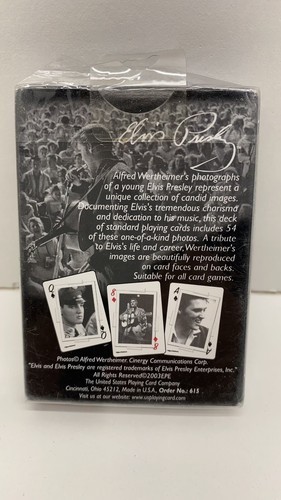 Elvis Presley
Alfred Wertheimer's photographs
of a young Elvis Presley represent a
unique collection of candid images.
Documenting Elvis's tremendous charisma
and dedication to his music, this deck
of standard playing cards includes 54
of these one-of-a-kind photos. A tribute
to Elvis's life and career, Wertheimer's
images are beautifully reproduced
on card faces and backs.
Suitable for all card games.
Q
8
8
A
A
Photos© Alfred Wertheimer. Cinergy Communications Corp.
"Elvis and Elvis Presley are registered trademarks of Elvis Presley Enterprises, Inc."
All Rights Reserved©2003EPE
The United States Playing Card Company
Cincinnati, Ohio 45212, Made in U.S.A. Order No.: 615
Visit us at our website: www.usplayingcard.com